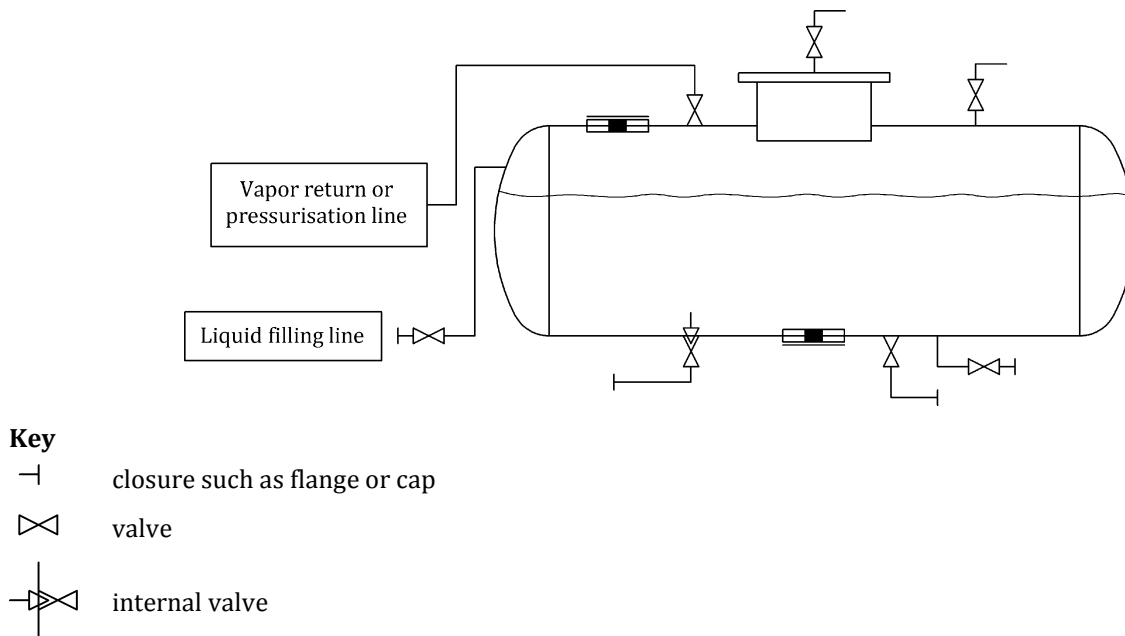 Vapor return or
pressurisation line
Liquid filling line
Key
closure such as flange or cap
valve
internal valve